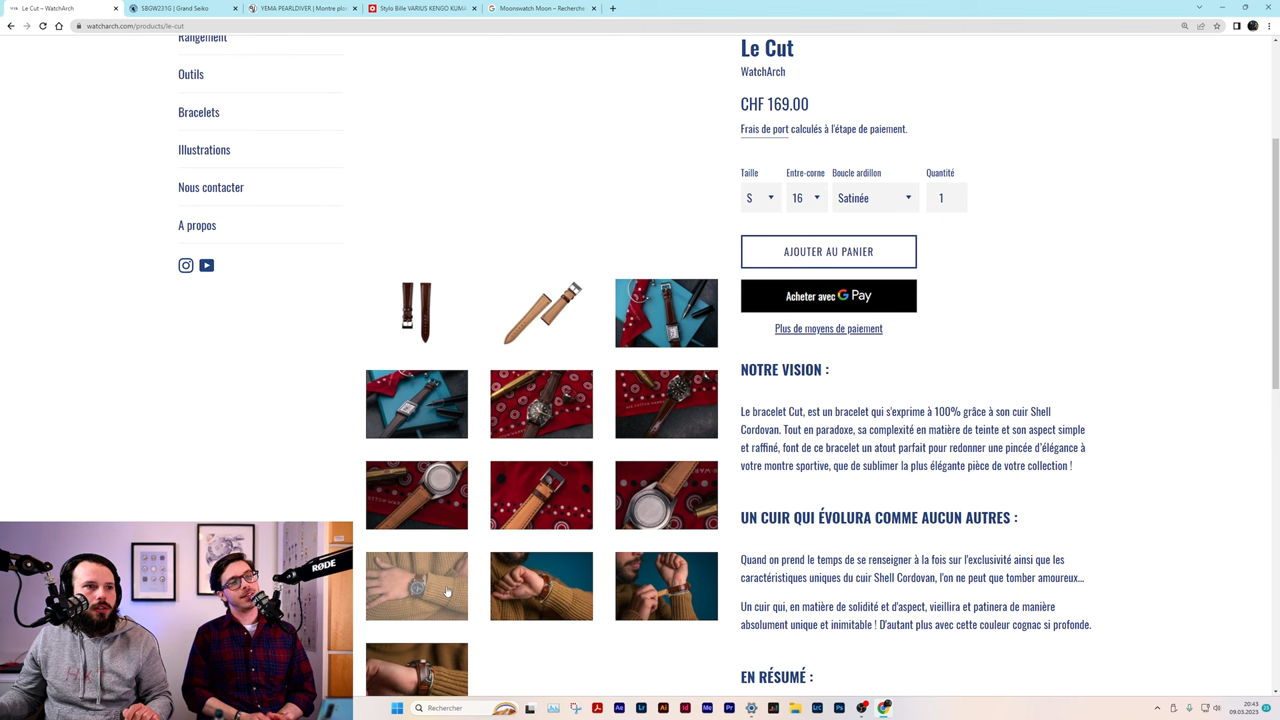 Le Cut – WatchArch
SBGW231G | Grand Seiko
YEMA PEARLDIVER | Montre plo
Stylo Bille VARIUS KENGO KUM
Moonswatch Moon – Recherche
watcharch.com/products/le-cut
Rangement
Outils
Bracelets
Illustrations
Nous contacter
A propos
Le Cut
WatchArch
CHF 169.00
Frais de port calculés à l'étape de paiement.
Taille Entre-corne Boucle ardillon Quantité
S 16 Satinée 1
AJOUTER AU PANIER
Acheter avec G Pay
Plus de moyens de paiement
NOTRE VISION :
Le bracelet Cut, est un bracelet qui s'exprime à 100% grâce à son cuir Shell
Cordovan. Tout en paradoxe, sa complexité en matière de teinte et son aspect simple
et raffiné, font de ce bracelet un atout parfait pour redonner une pincée d'élégance à
votre montre sportive, que de sublimer la plus élégante pièce de votre collection !
UN CUIR QUI ÉVOLURA COMME AUCUN AUTRES :
Quand on prend le temps de se renseigner à la fois sur l'exclusivité ainsi que les
caractéristiques uniques du cuir Shell Cordovan, l'on ne peut que tomber amoureux...
Un cuir qui, en matière de solidité et d'aspect, vieillira et patinera de manière
absolument unique et inimitable ! D'autant plus avec cette couleur cognac si profonde.
EN RÉSUMÉ :
RØDE
Rechercher
20:43
09.03.2023